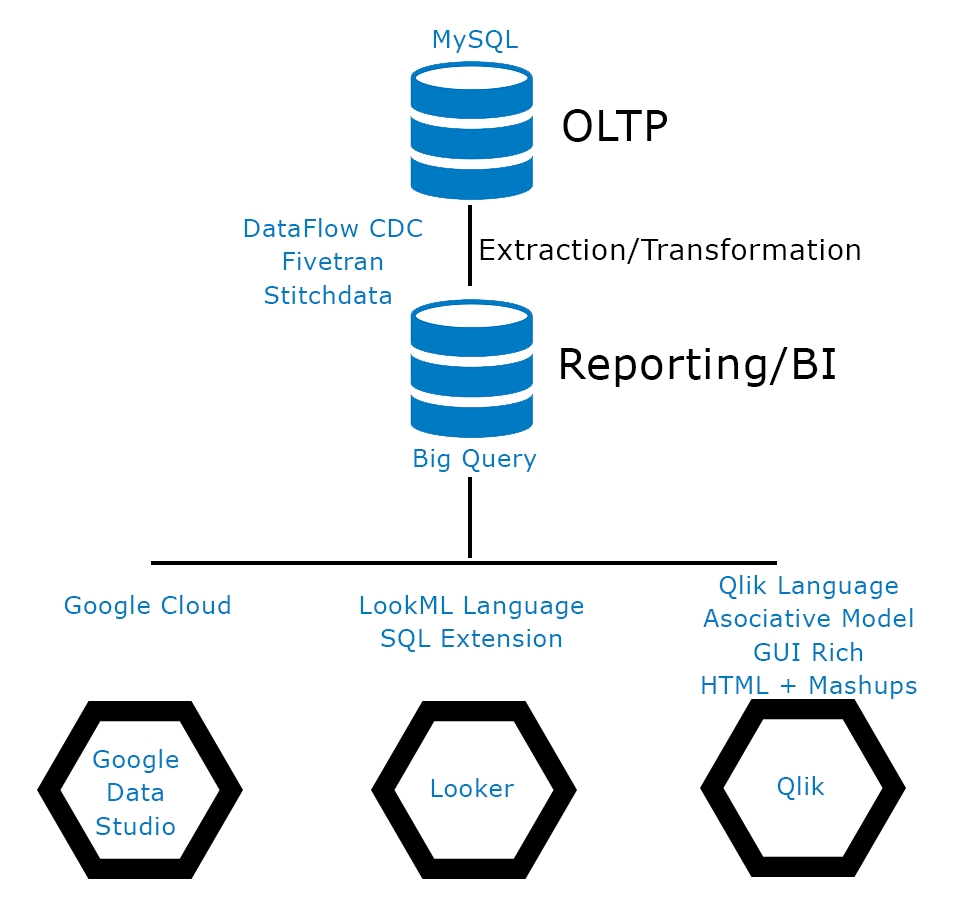 MySQL
OLTP
DataFlow CDC
Fivetran
Stitchdata
Extraction/Transformation
Reporting/BI
Big Query
Google Cloud
LookML Language
SQL Extension
Qlik Language
Asociative Model
GUI Rich
HTML + Mashups
Google
Data
Studio
Looker
Qlik